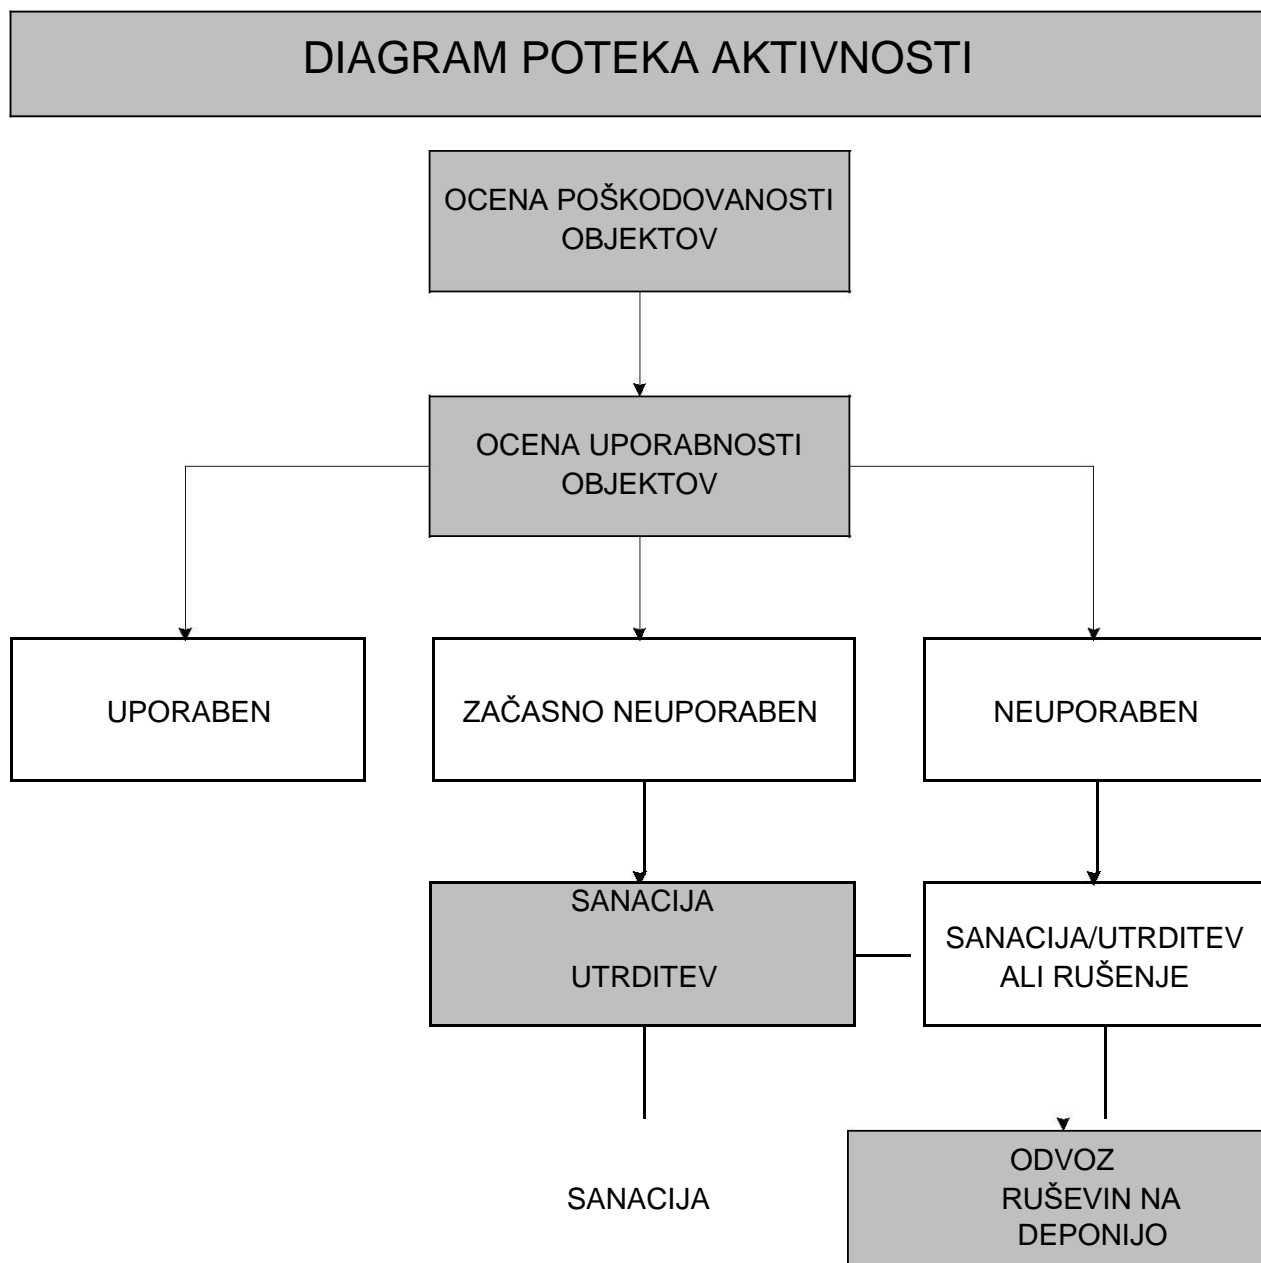 DIAGRAM POTEKA AKTIVNOSTI
OCENA POŠKODOVANOSTI
OBJEKTOV
OCENA UPORABNOSTI
OBJEKTOV
UPORABEN
ZAČASNO NEUPORABEN
NEUPORABEN
SANACIJA
UTRDITEV
SANACIJA/UTRDITEV
ALI RUŠENJE
SANACIJA
ODVOZ
RUŠEVIN NA
DEPONIJO